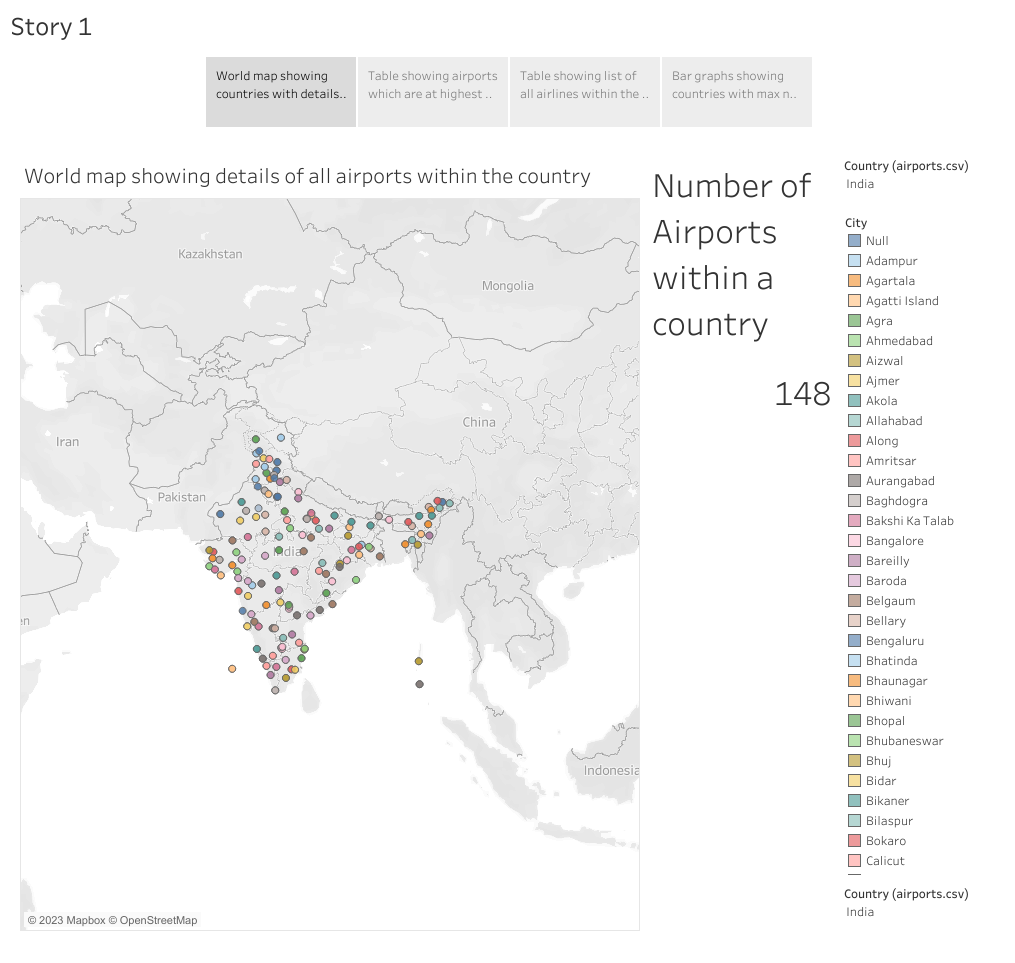 Story 1
World map showing
countries with details..
Table showing airports
which are at highest ..
Table showing list of
all airlines within the ..
Bar graphs showing
countries with max n..
World map showing details of all airports within the country
Kazakhstan
Mongolia
China
Iran
Pakistan
India
en
Indonesia
© 2023 Mapbox © OpenStreetMap
Number of
Airports
within a
country
148
Country (airports.csv)
India
City
Null
Adampur
Agartala
Agatti Island
Agra
Ahmedabad
Aizwal
Ajmer
Akola
Allahabad
Along
Amritsar
Aurangabad
Baghdogra
Bakshi Ka Talab
Bangalore
Bareilly
Baroda
Belgaum
Bellary
Bengaluru
Bhatinda
Bhaunagar
Bhiwani
Bhopal
Bhubaneswar
Bhuj
Bidar
Bikaner
Bilaspur
Bokaro
Calicut
Country (airports.csv)
India